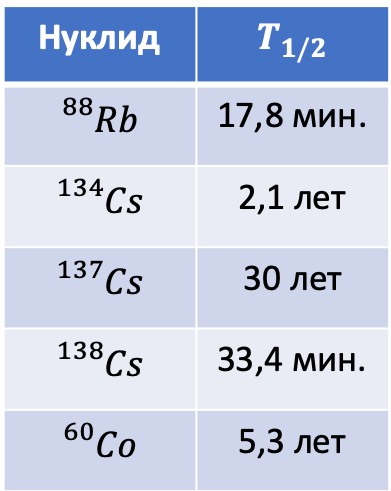 Нуклид T1/2
88Rb 17,8 мин.
134Cs 2,1 лет
137Cs 30 лет
138Cs 33,4 мин.
60Co 5,3 лет